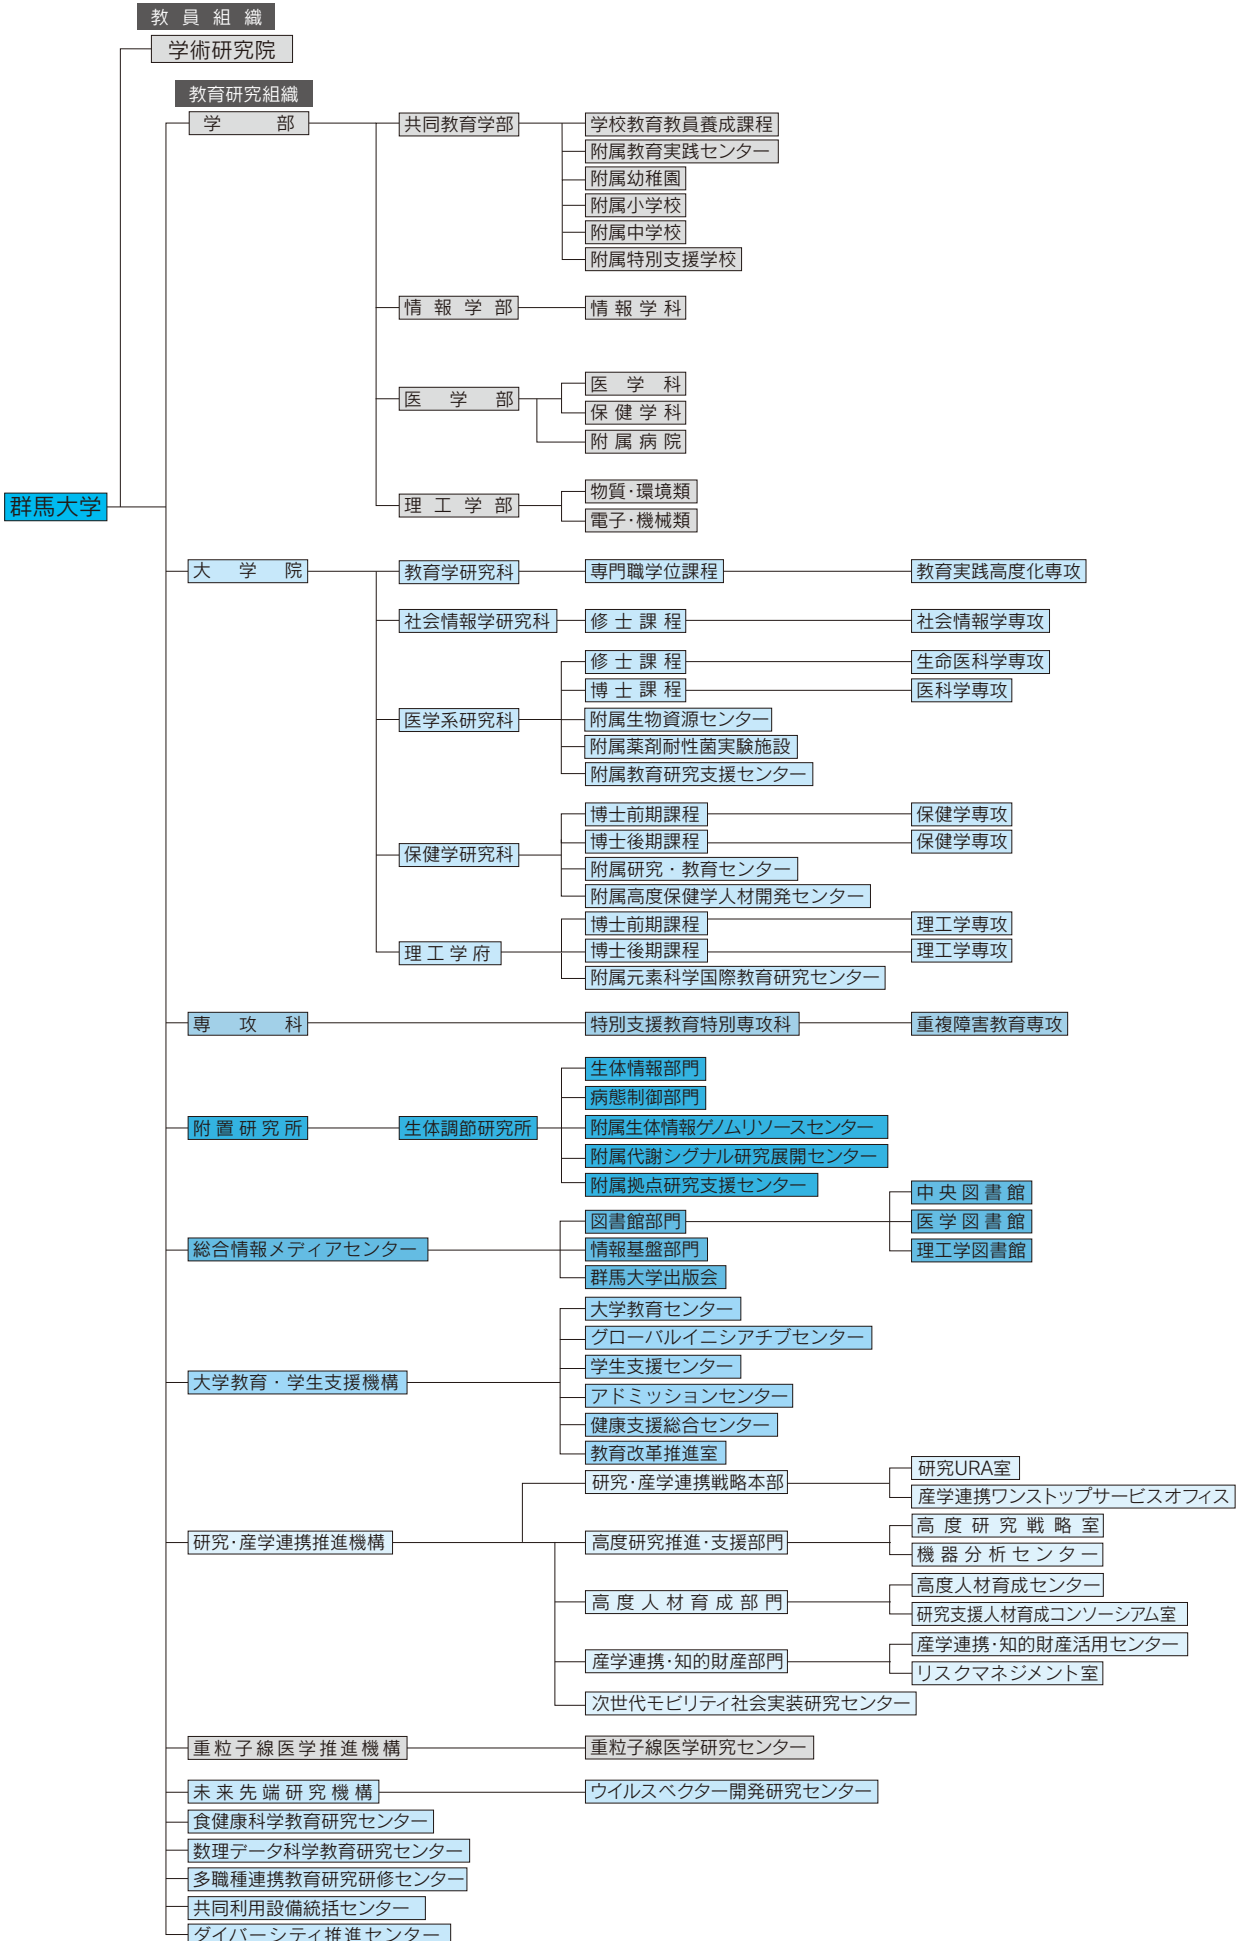 教員組織
学術研究院
教育研究組織
学部
共同教育学部
学校教育教員養成課程
附属教育実践センター
附属幼稚園
附属小学校
附属中学校
附属特別支援学校
情報学部
情報学科
医学部
医学科
保健学科
附属病院
理工学部
物質・環境類
電子・機械類
群馬大学
大学院
教育学研究科
専門職学位課程
教育実践高度化専攻
社会情報学研究科
修士課程
社会情報学専攻
医学系研究科
修士課程
生命医科学専攻
博士課程
医科学専攻
附属生物資源センター
附属薬剤耐性菌実験施設
附属教育研究支援センター
保健学研究科
博士前期課程
保健学専攻
博士後期課程
保健学専攻
附属研究・教育センター
附属高度保健学人材開発センター
理工学府
博士前期課程
理工学専攻
博士後期課程
理工学専攻
附属元素科学国際教育研究センター
専攻科
特別支援教育特別専攻科
重複障害教育専攻
附置研究所
生体調節研究所
生体情報部門
病態制御部門
附属生体情報ゲノムリソースセンター
附属代謝シグナル研究展開センター
附属拠点研究支援センター
総合情報メディアセンター
図書館部門
中央図書館
医学図書館
理工学図書館
情報基盤部門
群馬大学出版会
大学教育・学生支援機構
大学教育センター
グローバルイニシアチブセンター
学生支援センター
アドミッションセンター
健康支援総合センター
教育改革推進室
研究・産学連携推進機構
研究・産学連携戦略本部
研究URA室
産学連携ワンストップサービスオフィス
高度研究推進・支援部門
高度研究戦略室
機器分析センター
高度人材育成部門
高度人材育成センター
研究支援人材育成コンソーシアム室
産学連携・知的財産部門
産学連携・知的財産活用センター
リスクマネジメント室
次世代モビリティ社会実装研究センター
重粒子線医学推進機構
重粒子線医学研究センター
未来先端研究機構
ウイルスベクター開発研究センター
食健康科学教育研究センター
数理データ科学教育研究センター
多職種連携教育研究研修センター
共同利用設備統括センター
ダイバーシティ推進センター